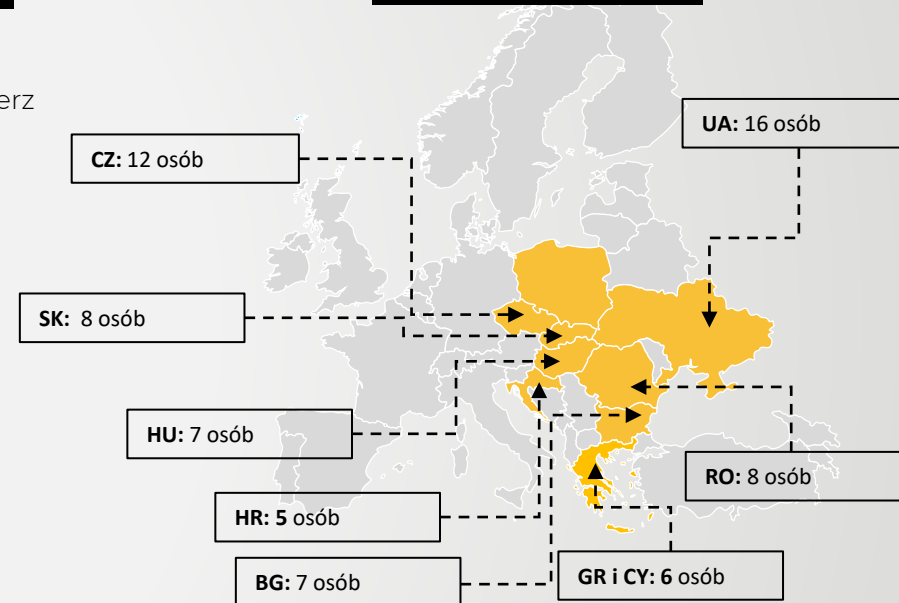 erz
UA: 16 osób
CZ: 12 osób
SK: 8 osób
HU: 7 osób
RO: 8 osób
HR: 5 osób
BG: 7 osób
GR i CY: 6 osób